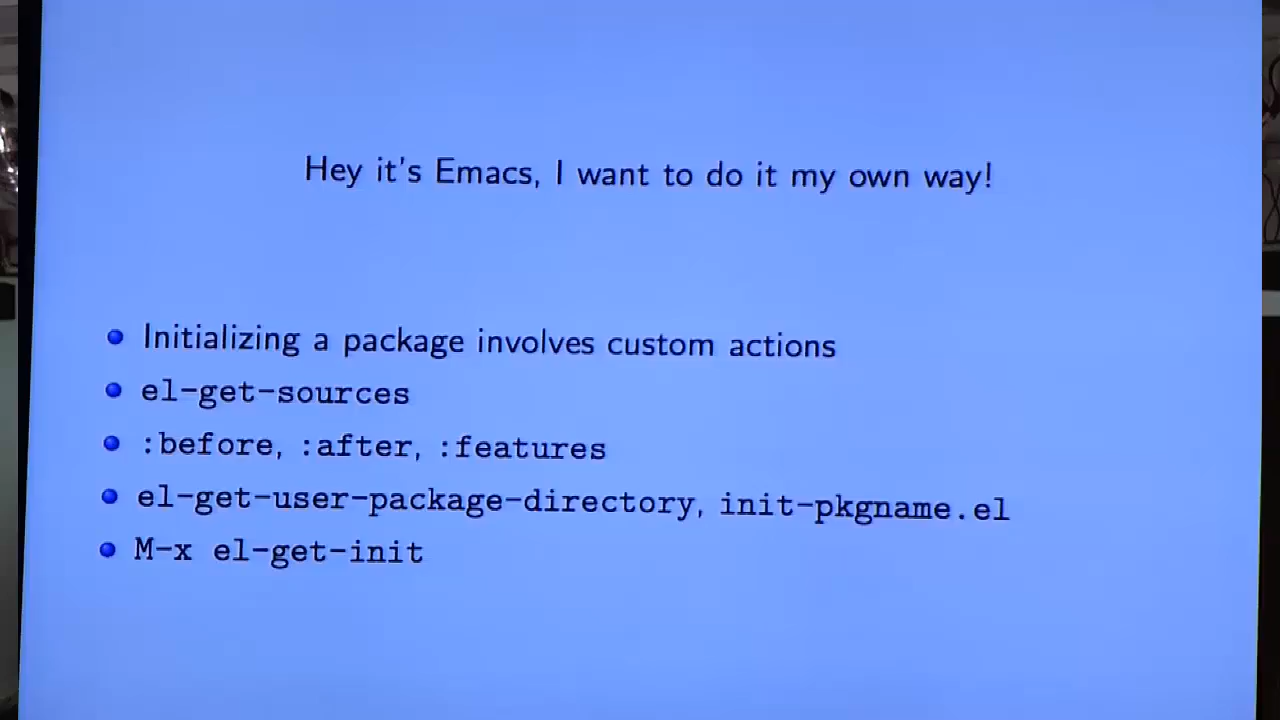 Hey it's Emacs, I want to do it my own way!
Initializing a package involves custom actions
el-get-sources
:before, :after, :features
el-get-user-package-directory, init-pkgname.el
M-x el-get-init